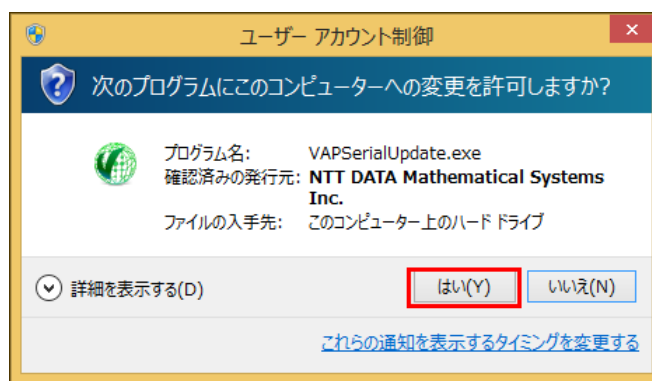 ユーザー アカウント制御
次のプログラムにこのコンピューターへの変更を許可しますか?
プログラム名: VAPSerialUpdate.exe
確認済みの発行元: NTT DATA Mathematical Systems
Inc.
ファイルの入手先: このコンピューター上のハード ドライブ
詳細を表示する(D)
はい(Y)
いいえ(N)
これらの通知を表示するタイミングを変更する